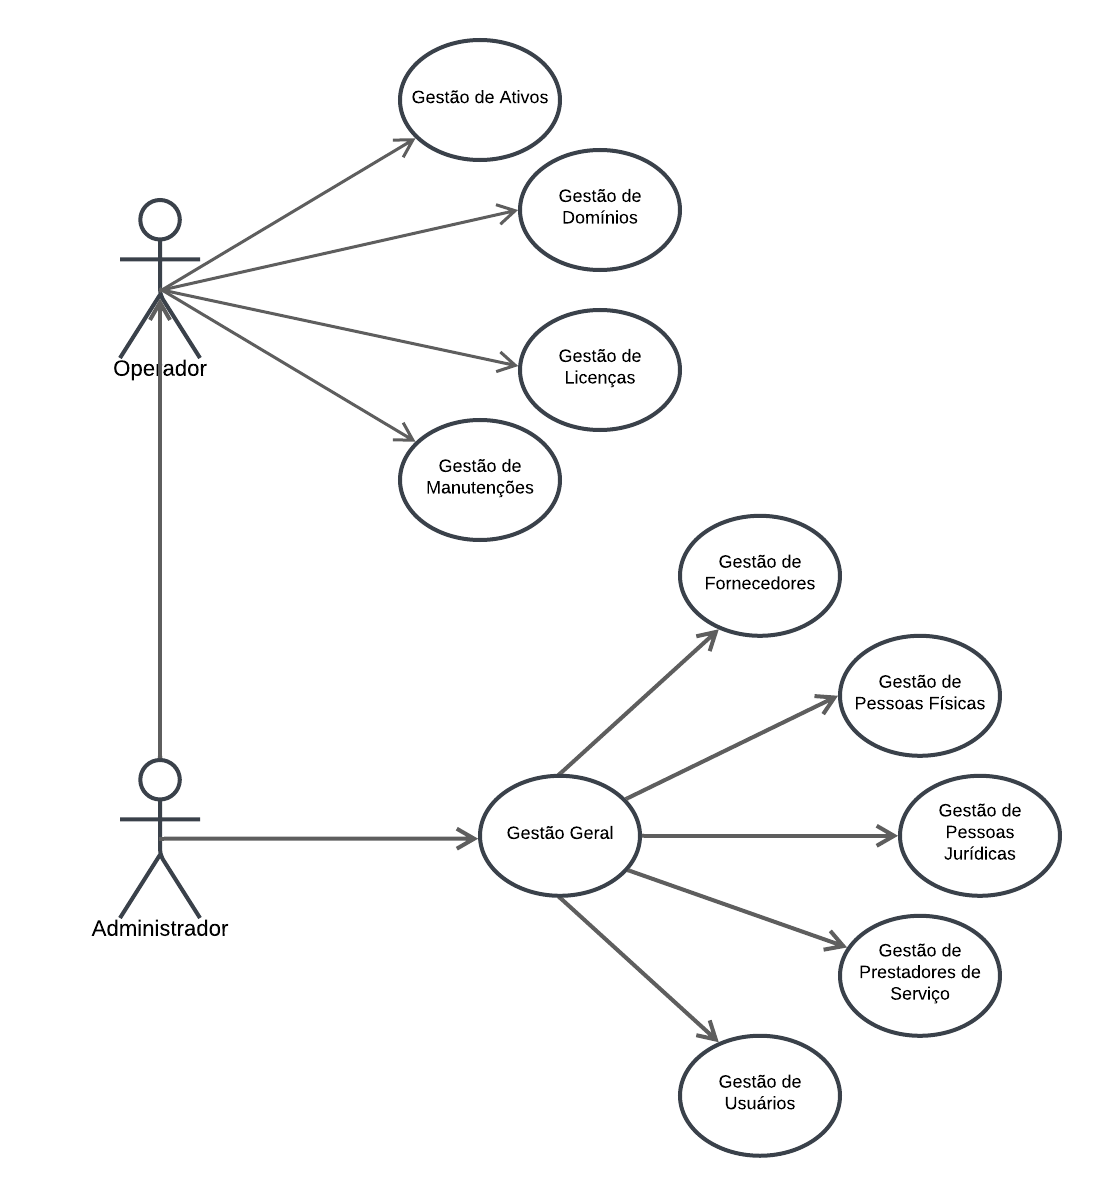 Gestão de Ativos
Gestão de
Domínios
Operador
Gestão de
Licenças
Gestão de
Manutenções
Gestão de
Fornecedores
Gestão de
Pessoas Físicas
Gestão Geral
Gestão de
Pessoas
Jurídicas
Administrador
Gestão de
Prestadores de
Serviço
Gestão de
Usuários